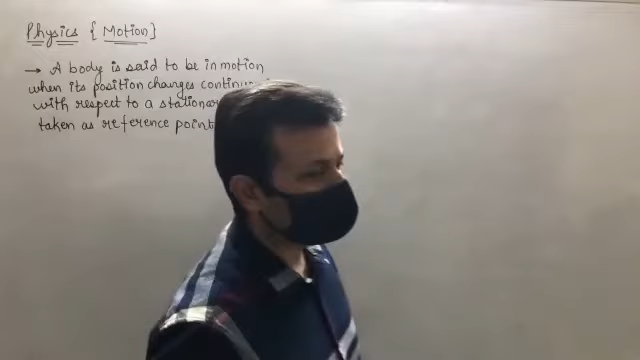 Physics { Motion }
→ A body is said to be in motion
when its position changes
with respect to a
taken as reference point